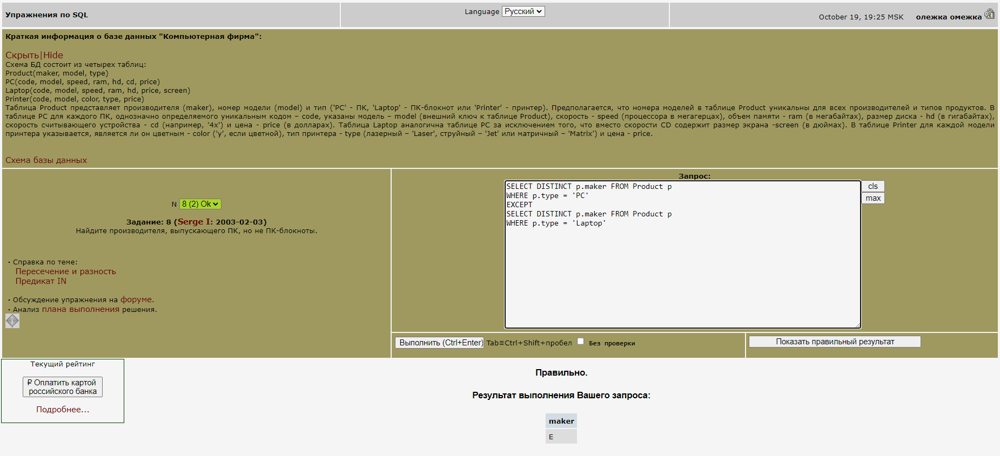 Упражнения по SQL
Language Русский
October 19, 19:25 MSK олежка омежка
Краткая информация о базе данных "Компьютерная фирма":
Скрыть|Hide
Схема БД состоит из четырех таблиц:
Product(maker, model, type)
PC(code, model, speed, ram, hd, cd, price)
Laptop(code, model, speed, ram, hd, price, screen)
Printer(code, model, color, type, price)
Таблица Product представляет производителя (maker), номер модели (model) и тип ('PC' - ПК, 'Laptop' - ПК-блокнот или 'Printer' - принтер). Предполагается, что номера моделей в таблице Product уникальны для всех производителей и типов продуктов. В
таблице PC для каждого ПК, однозначно определяемого уникальным кодом – code, указаны модель – model (внешний ключ к таблице Product), скорость - speed (процессора в мегагерцах), объем памяти - ram (в мегабайтах), размер диска - hd (в гигабайтах),
скорость считывающего устройства - cd (например, '4x') и цена - price (в долларах). Таблица Laptop аналогична таблице РС за исключением того, что вместо скорости CD содержит размер экрана -screen (в дюймах). В таблице Printer для каждой модели
принтера указывается, является ли он цветным - color ('y', если цветной), тип принтера - type (лазерный – 'Laser', струйный – 'Jet' или матричный – 'Matrix') и цена - price.
Схема базы данных
N 8 (2) Ok
Задание: 8 (Serge I: 2003-02-03)
Найдите производителя, выпускающего ПК, но не ПК-блокноты.
· Справка по теме:
Пересечение и разность
Предикат IN
· Обсуждение упражнения на форуме.
· Анализ плана выполнения решения.
Запрос:
SELECT DISTINCT p.maker FROM Product p
WHERE p.type = 'PC'
EXCEPT
SELECT DISTINCT p.maker FROM Product p
WHERE p.type = 'Laptop'
cls
max
Выполнить (Ctrl+Enter) Tab≡Ctrl+Shift+пробел Без проверки
Показать правильный результат
Текущий рейтинг
₽ Оплатить картой
российского банка
Подробнее...
Правильно.
Результат выполнения Вашего запроса:
maker
E